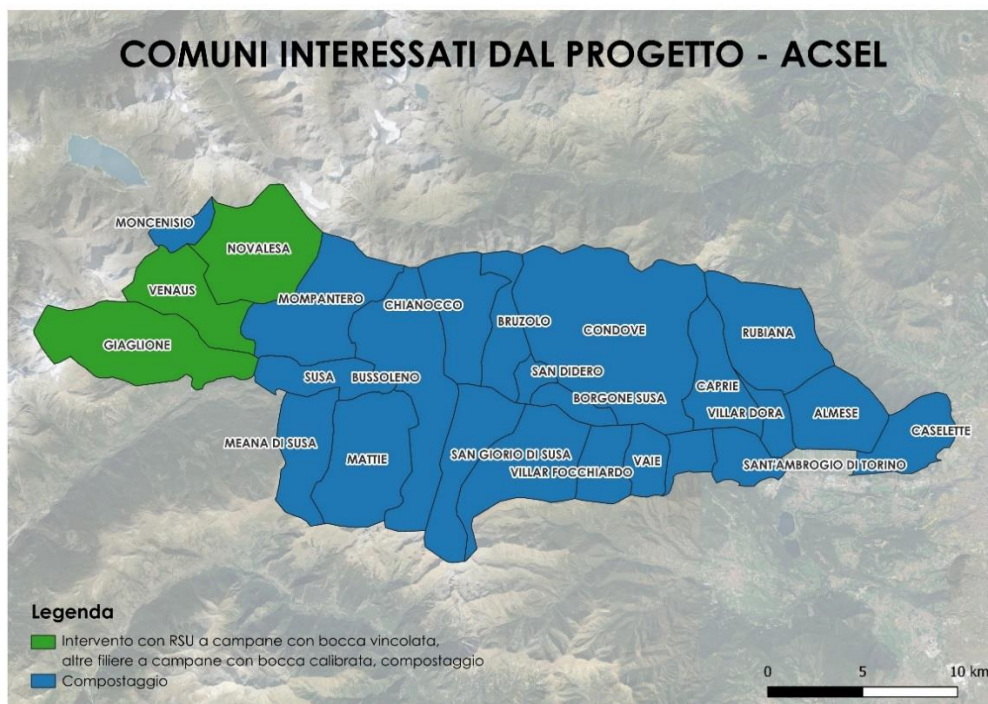 COMUNI INTERESSATI DAL PROGETTO - ACSEL
MONCENISIO
NOVALESA
VENAUS
MOMPANTERO
CHIANOCCO
BRUZOLO
CONDOVE
RUBIANA
GIAGLIONE
SUSA
BUSSOLENO
SAN DIDERO
BORGONE SUSA
CAPRIE
VILLAR DORA
ALMESE
CASELETTE
MEANA DI SUSA
MATTIE
SAN GIORIO DI SUSA
VILLAR FOCCHIARDO
VAIE
SANT'AMBROGIO DI TORINO
Legenda
Intervento con RSU a campane con bocca vincolata,
altre filiere a campane con bocca calibrata, compostaggio
Compostaggio
0 5 10 km